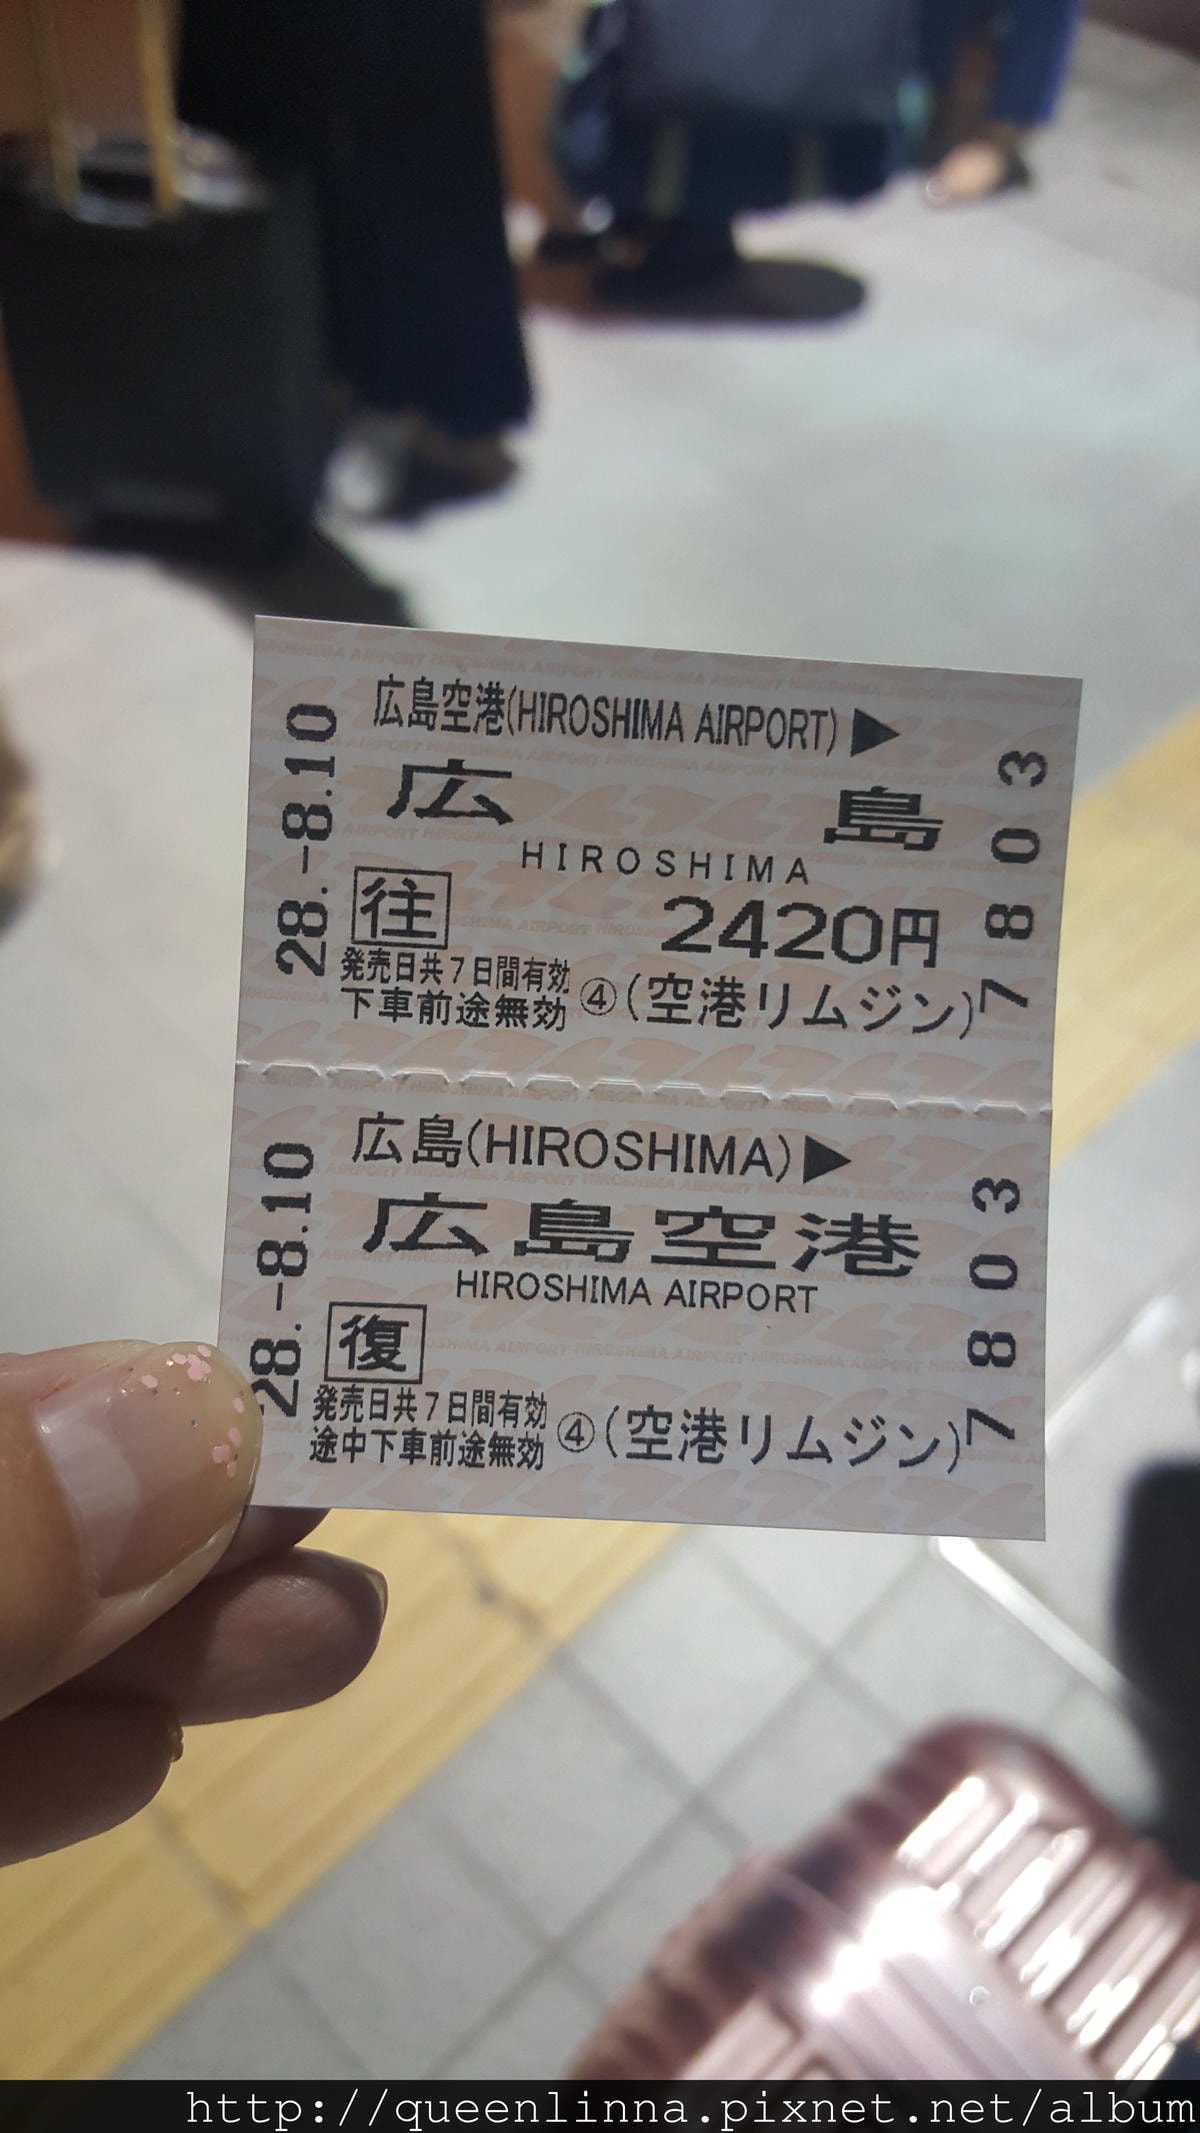 広島空港(HIROSHIMA AIRPORT)▶
広島
HIROSHIMA
往
2420円
発売日共7日間有効
下車前途無効
④(空港リムジン)
28.-8.10
7803
広島(HIROSHIMA)▶
広島空港
HIROSHIMA AIRPORT
復
発売日共7日間有効
途中下車前途無効
④(空港リムジン)
28.-8.10
7803
http://queenlinna.pixnet.net/album